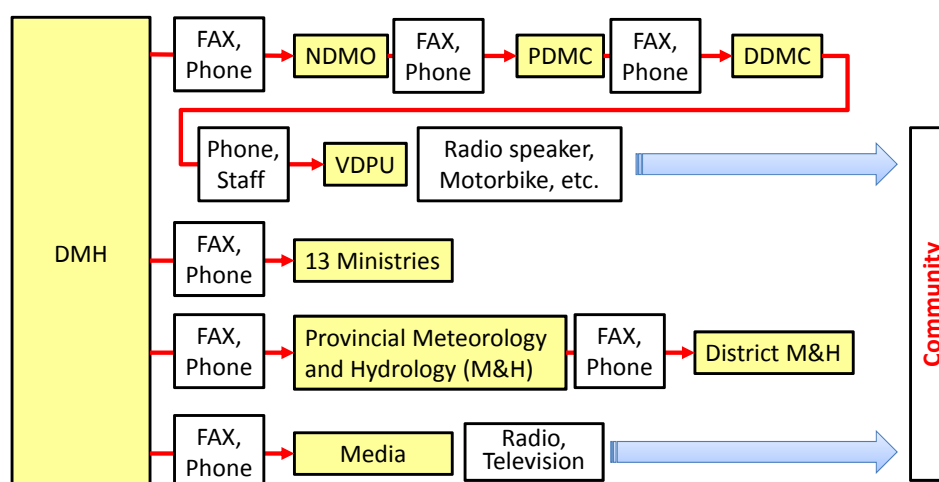 DMH
FAX,
Phone
NDMO
FAX,
Phone
PDMC
FAX,
Phone
DDMC
Phone,
Staff
VDPU
Radio speaker,
Motorbike, etc.
FAX,
Phone
13 Ministries
FAX,
Phone
Provincial Meteorology
and Hydrology (M&H)
FAX,
Phone
District M&H
FAX,
Phone
Media
Radio,
Television
Community